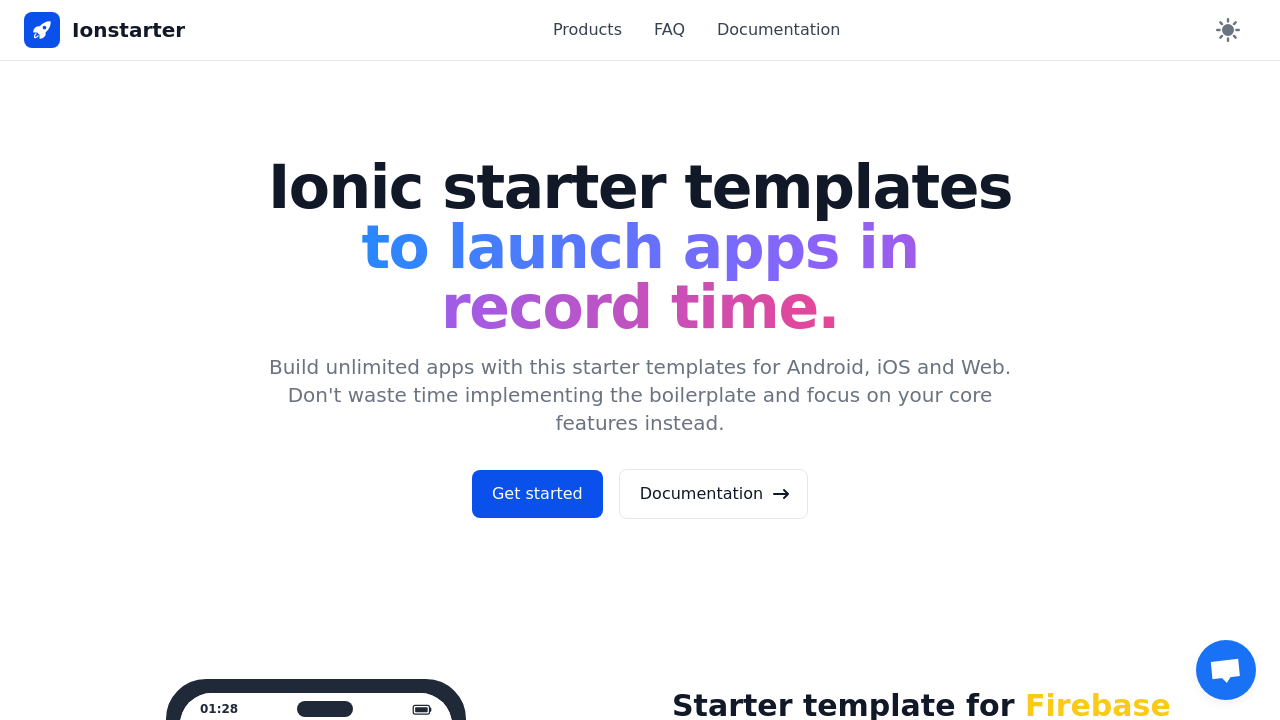 Ionstarter
Products
FAQ
Documentation
Ionic starter templates
to launch apps in
record time.
Build unlimited apps with this starter templates for Android, iOS and Web.
Don't waste time implementing the boilerplate and focus on your core
features instead.
Get started
Documentation
01:28
Starter template for Firebase